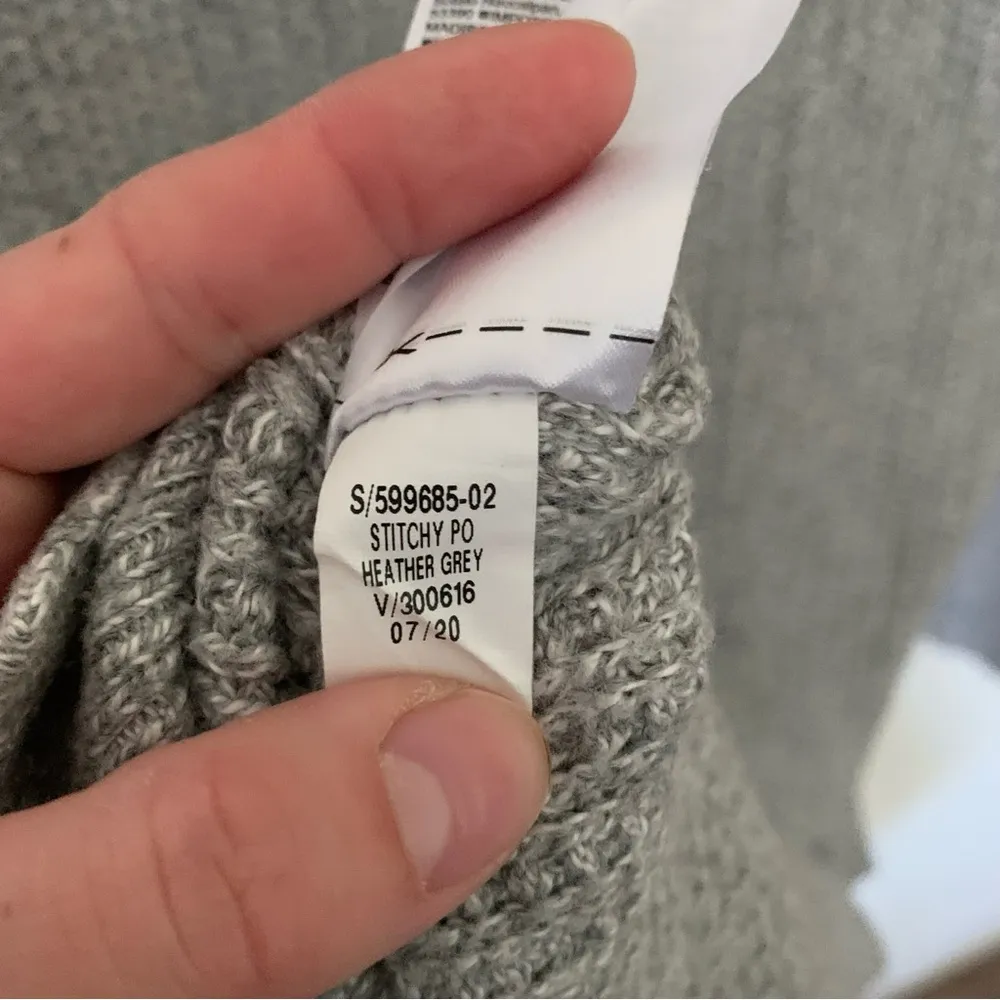 S/599685-02
STITCHY PO
HEATHER GREY
V/300616
07/20